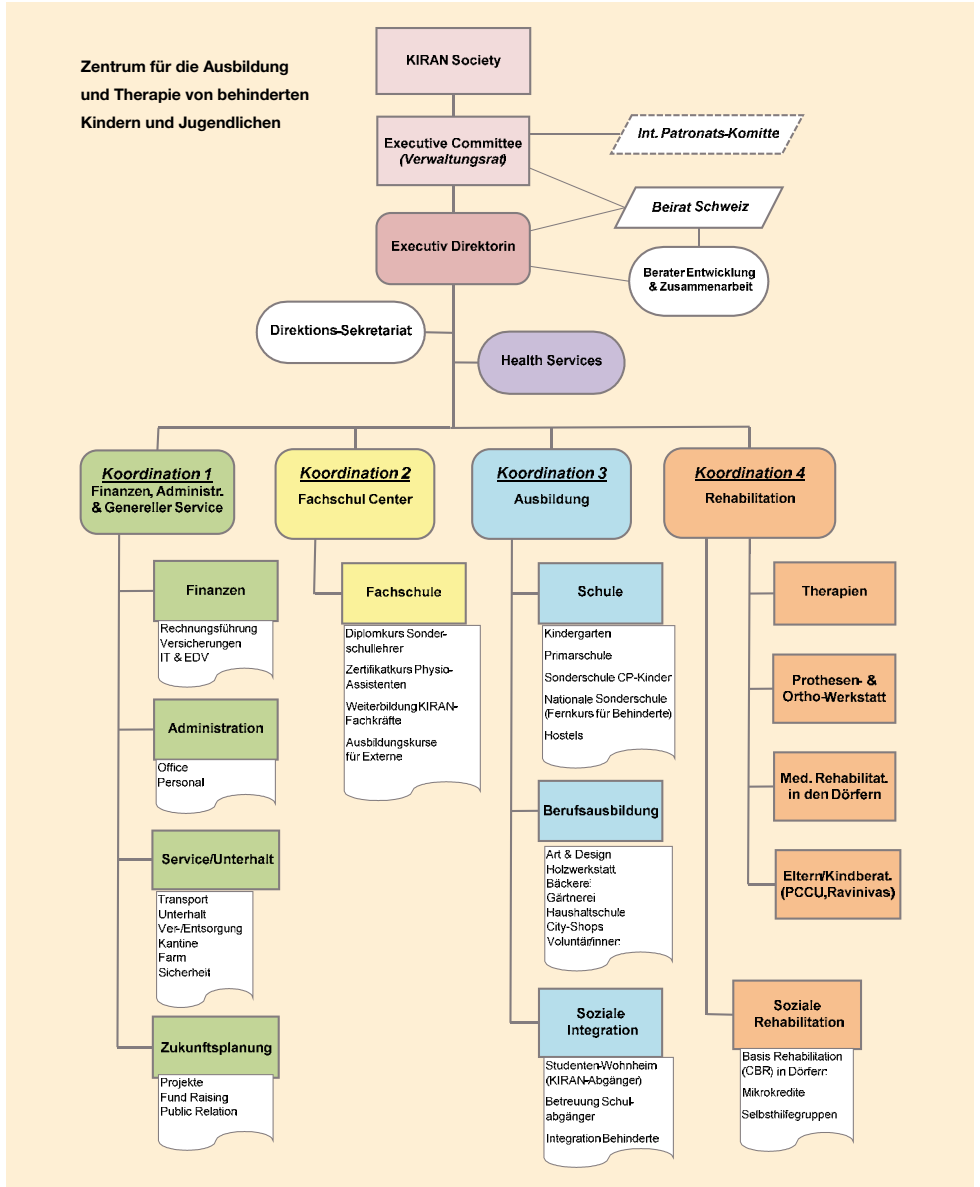 Zentrum für die Ausbildung
und Therapie von behinderten
Kindern und Jugendlichen
KIRAN Society
Executive Committee
(Verwaltungsrat)
Int. Patronats-Komitte
Beirat Schweiz
Executiv Direktorin
Berater Entwicklung
& Zusammenarbeit
Direktions-Sekretariat
Health Services
Koordination 1
Finanzen, Administr.
& Genereller Service
Koordination 2
Fachschul Center
Koordination 3
Ausbildung
Koordination 4
Rehabilitation
Finanzen
Rechnungsführung
Versicherungen
IT & EDV
Administration
Office
Personal
Service/Unterhalt
Transport
Unterhalt
Ver-/Entsorgung
Kantine
Farm
Sicherheit
Zukunftsplanung
Projekte
Fund Raising
Public Relation
Fachschule
Diplomkurs Sonder-
schullehrer
Zertifikatkurs Physio-
Assistenten
Weiterbildung KIRAN-
Fachkräfte
Ausbildungskurse
für Externe
Schule
Kindergarten
Primarschule
Sonderschule CP-Kinder
Nationale Sonderschule
(Fernkurs für Behinderte)
Hostels
Berufsausbildung
Art & Design
Holzwerkstatt
Bäckerei
Gärtnerei
Haushaltschule
City-Shops
Voluntär/innen
Soziale
Integration
Studenten-Wohnheim
(KIRAN-Abgänger)
Betreuung Schul-
abgänger
Integration Behinderte
Therapien
Prothesen- &
Ortho-Werkstatt
Med. Rehabilitat.
in den Dörfern
Eltern/Kindberat.
(PCCU,Ravinivas)
Soziale
Rehabilitation
Basis Rehabilitation
(CBR) in Dörfern
Mikrokredite
Selbsthilfegruppen